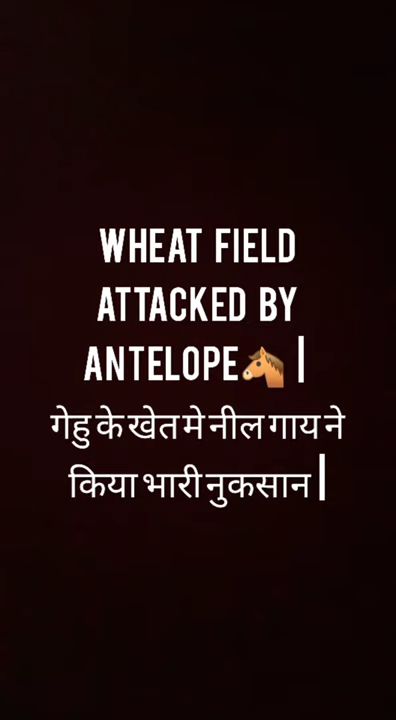 WHEAT FIELD
ATTACKED BY
ANTELOPE🐴 |
गेहु के खेत मे नील गाय ने
किया भारी नुकसान |